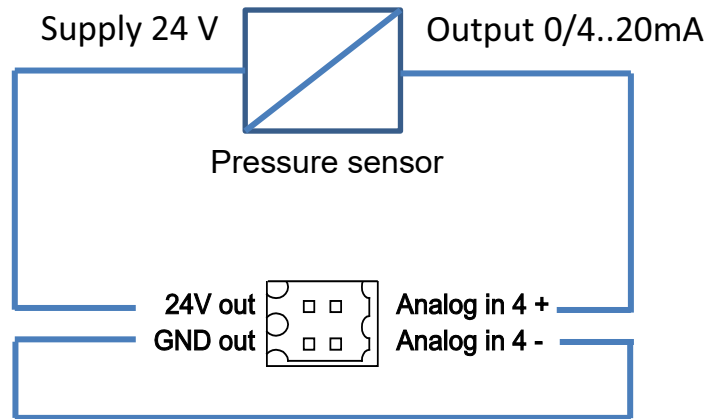 Supply 24 V
Output 0/4..20mA
Pressure sensor
24V out
Analog in 4 +
GND out
Analog in 4 -